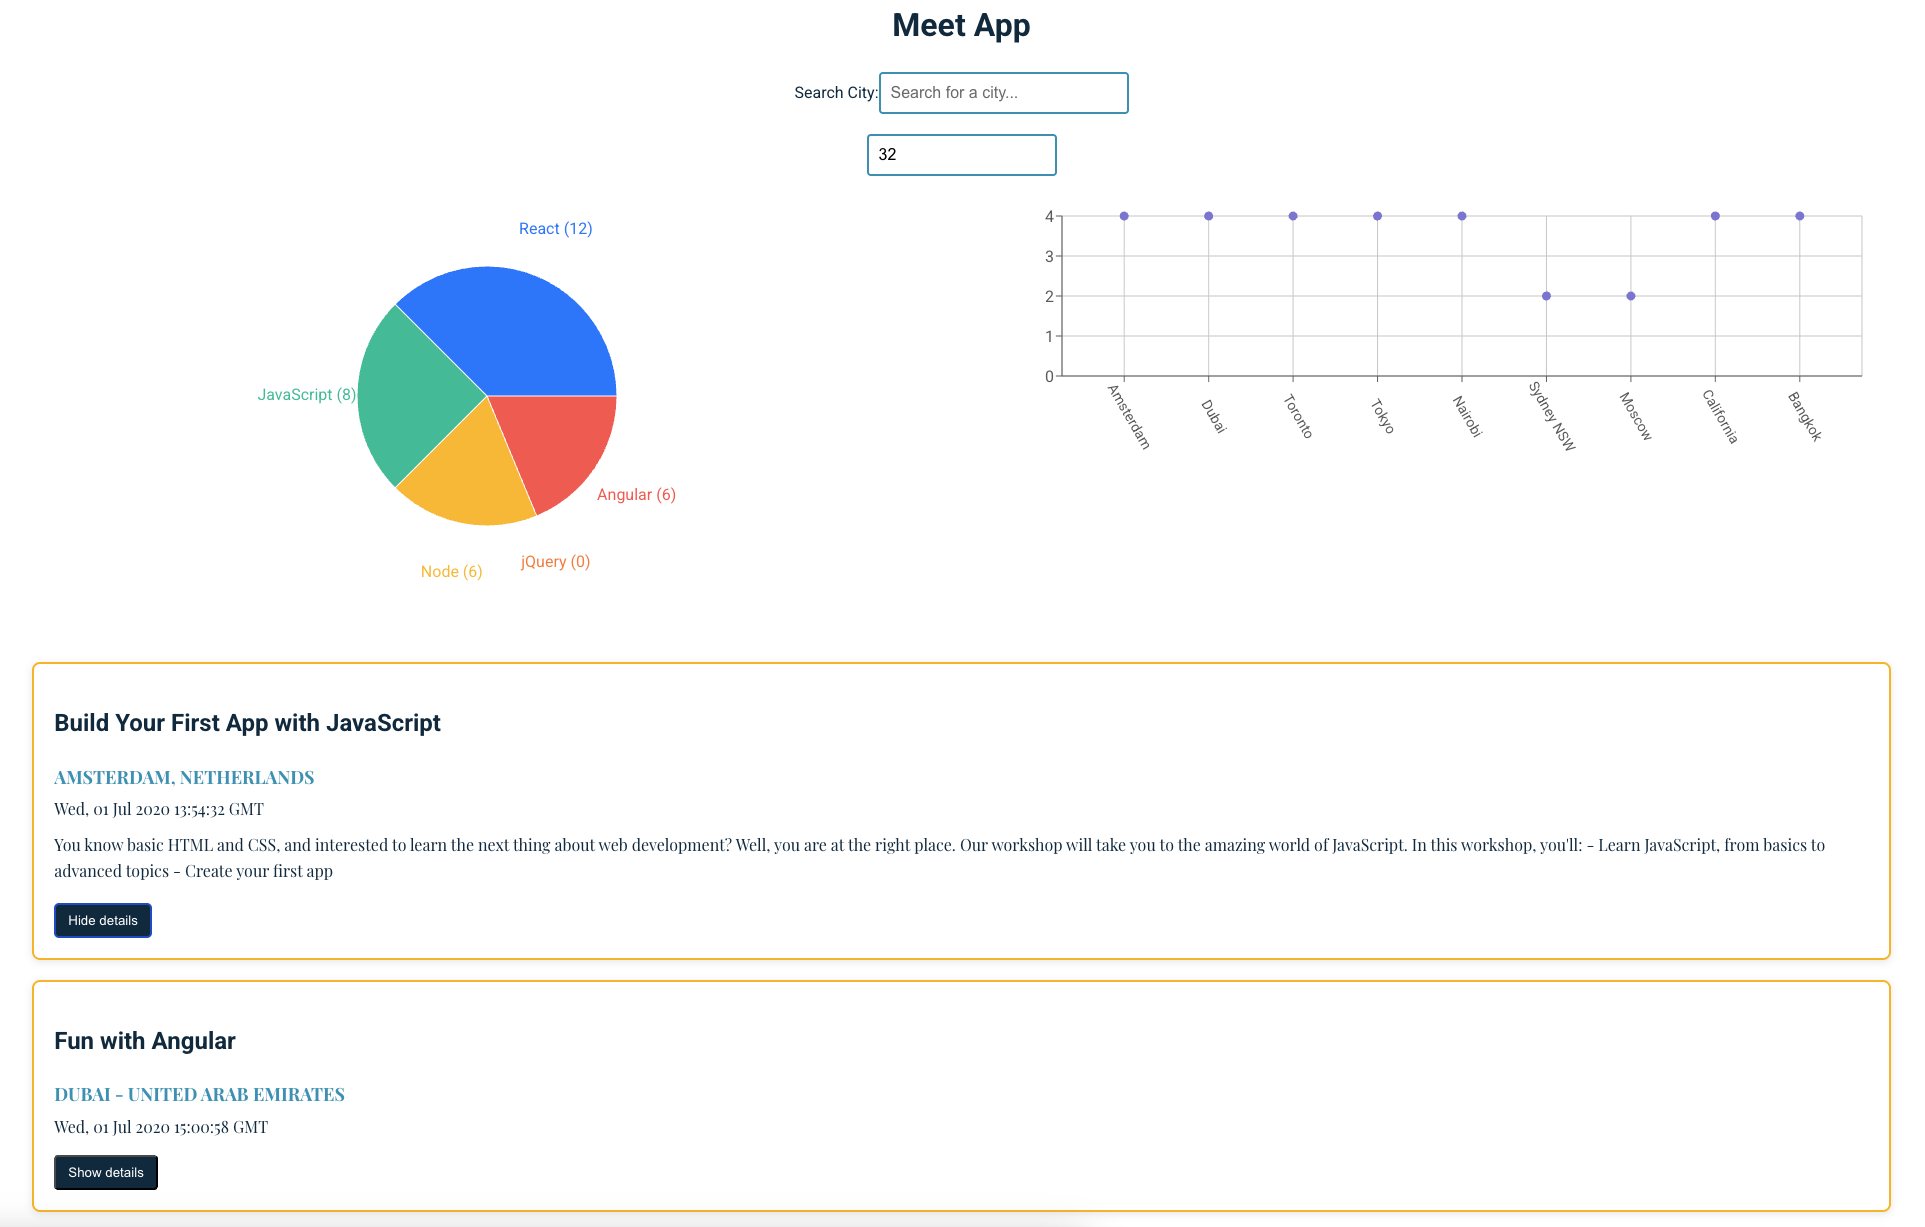 Meet App
Search City:
Search for a city...
32
React (12)
JavaScript (8)
Angular (6)
jQuery (0)
Node (6)
4
3
2
1
0
Amsterdam
Dubai
Toronto
Tokyo
Nairobi
Sydney NSW
Moscow
California
Bangkok
Build Your First App with JavaScript
AMSTERDAM, NETHERLANDS
Wed, 01 Jul 2020 13:54:32 GMT
You know basic HTML and CSS, and interested to learn the next thing about web development? Well, you are at the right place. Our workshop will take you to the amazing world of JavaScript. In this workshop, you'll: - Learn JavaScript, from basics to
advanced topics - Create your first app
Hide details
Fun with Angular
DUBAI - UNITED ARAB EMIRATES
Wed, 01 Jul 2020 15:00:58 GMT
Show details